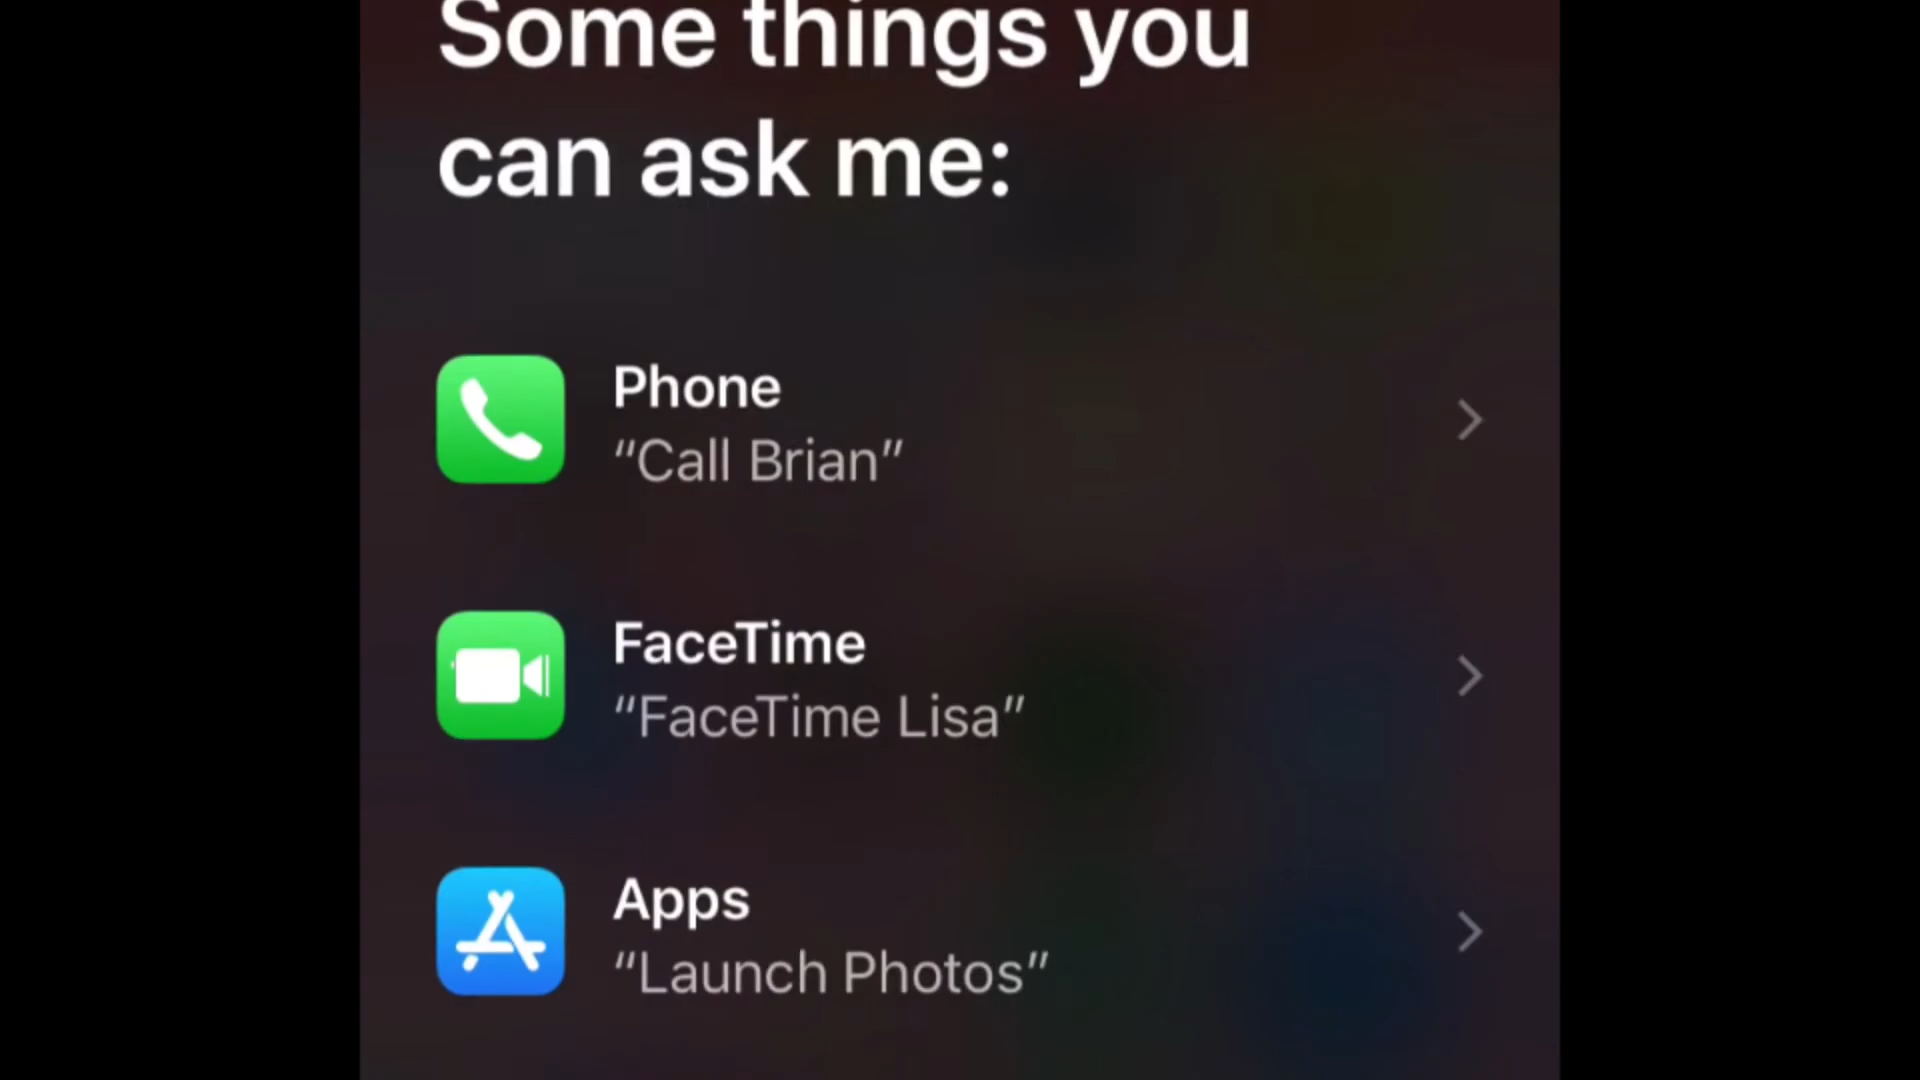 Some things you
can ask me:
Phone
“Call Brian”
FaceTime
“FaceTime Lisa”
Apps
“Launch Photos”